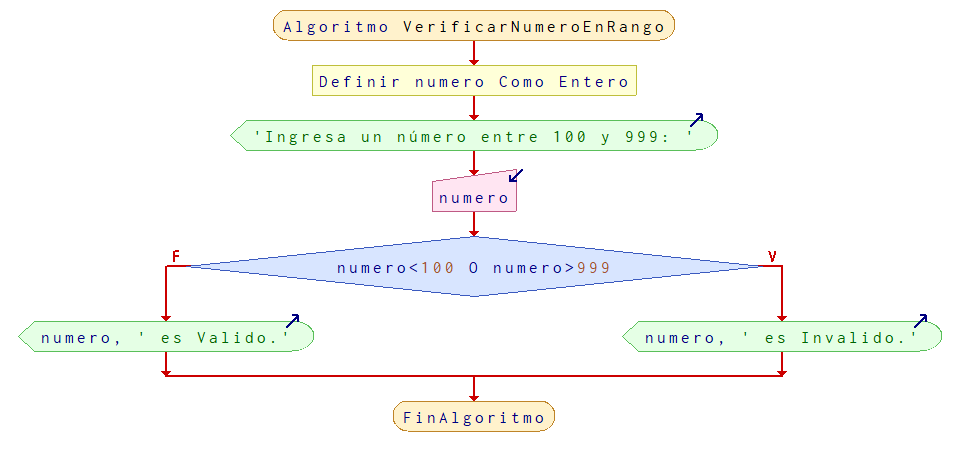 Algoritmo VerificarNumeroEnRango
Definir numero Como Entero
'Ingresa un número entre 100 y 999: '
numero
F
V
numero<100 O numero>999
numero, ' es Valido.'
numero, ' es Invalido.'
FinAlgoritmo